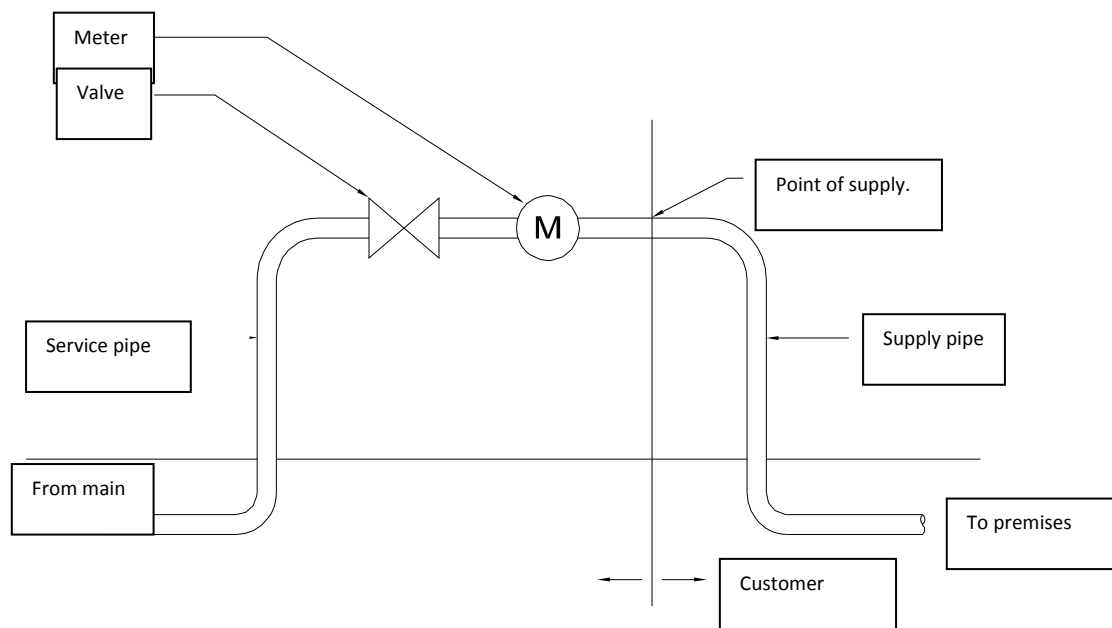 Meter
Valve
Point of supply.
M
Service pipe
Supply pipe
From main
To premises
Customer